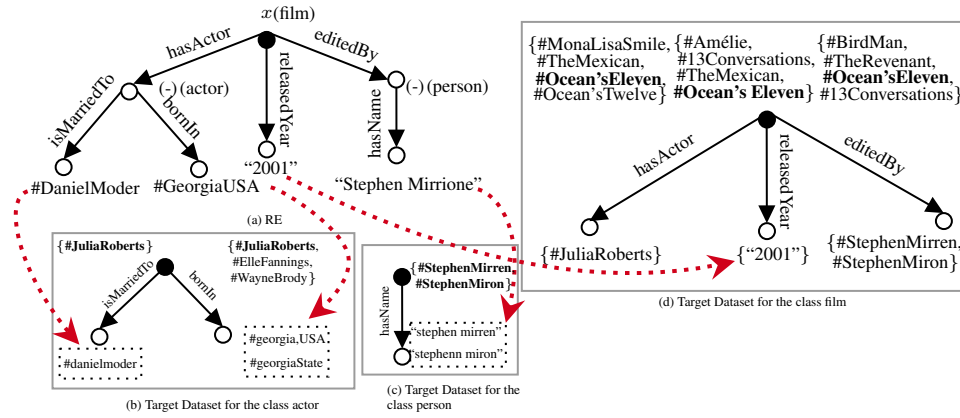 x(film)
hasActor
editedBy
releasedYear
(-) (actor)
(-) (person)
isMarriedTo
bornIn
hasName
#DanielModer
#GeorgiaUSA
“2001”
“Stephen Mirrione”
(a) RE
{#JuliaRoberts}
{#JuliaRoberts,
#ElleFannings,
#WayneBrody}
isMarriedTo
bornIn
#danielmoder
#georgia,USA
#georgiaState
(b) Target Dataset for the class actor
{#StephenMirren,
#StephenMiron}
hasName
“stephen mirren”
“stephenn miron”
(c) Target Dataset for the
class person
{#MonaLisaSmile,
#TheMexican,
#Ocean'sEleven,
#Ocean'sTwelve}
{#Amélie,
#13Conversations,
#TheMexican,
#Ocean's Eleven}
{#BirdMan,
#TheRevenant,
#Ocean'sEleven,
#13Conversations}
hasActor
releasedYear
editedBy
{#JuliaRoberts}
{“2001”}
{#StephenMirren,
#StephenMiron}
(d) Target Dataset for the class film